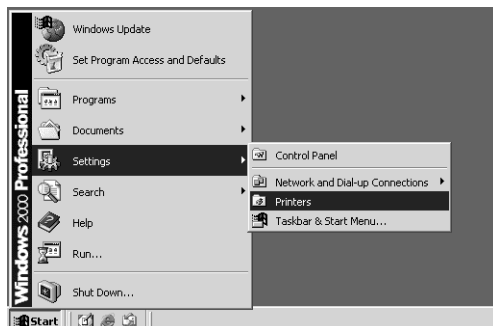 Windows Update
Set Program Access and Defaults
Programs
Documents
Settings
Search
Help
Run...
Shut Down...
Control Panel
Network and Dial-up Connections
Printers
Taskbar & Start Menu...
Windows 2000 Professional
Start